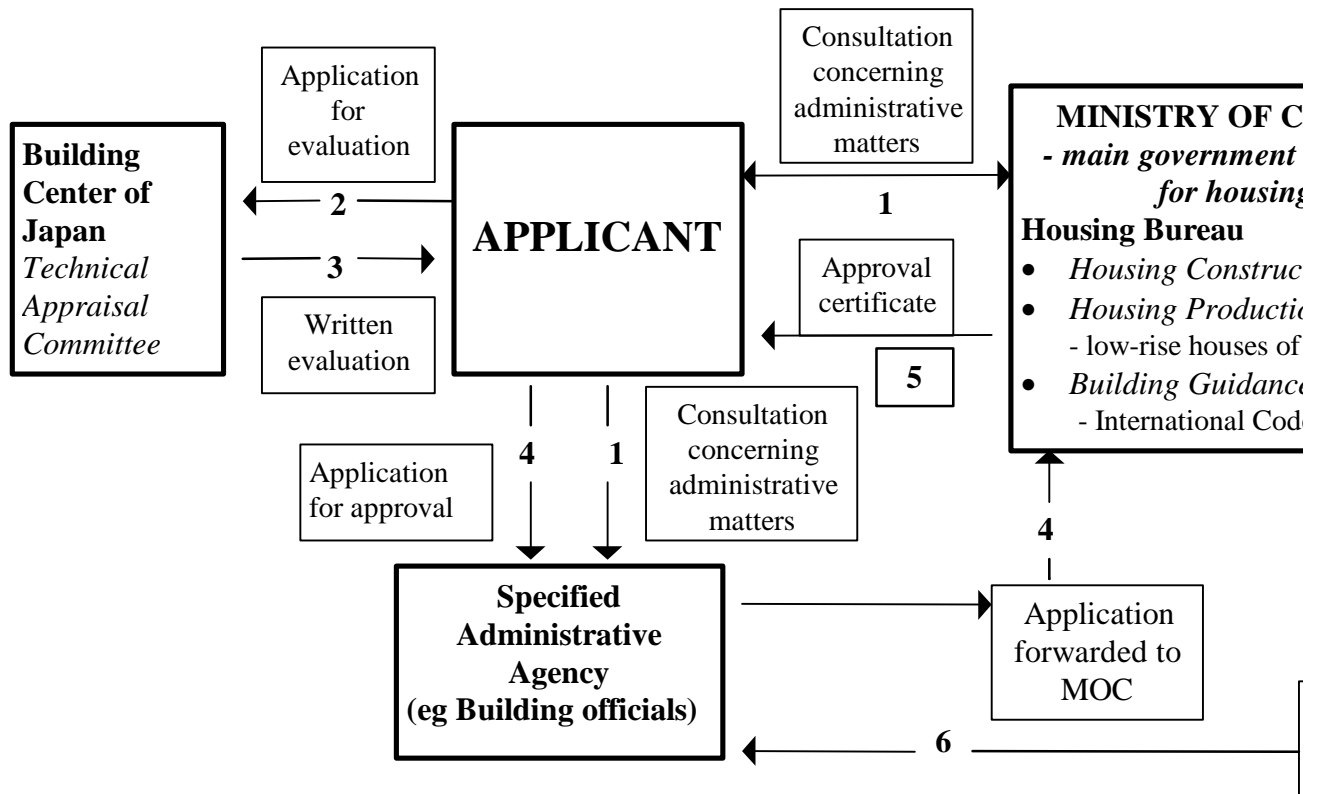 Consultation
concerning
administrative
matters
Application
for
evaluation
Building
Center of
Japan
Technical
Appraisal
Committee
2
3
Written
evaluation
APPLICANT
1
Approval
certificate
5
MINISTRY OF C
- main government
for housing
Housing Bureau
• Housing Construc
• Housing Productio
- low-rise houses of
• Building Guidance
- International Code
4
1
Application
for approval
Consultation
concerning
administrative
matters
4
Specified
Administrative
Agency
(eg Building officials)
Application
forwarded to
MOC
6